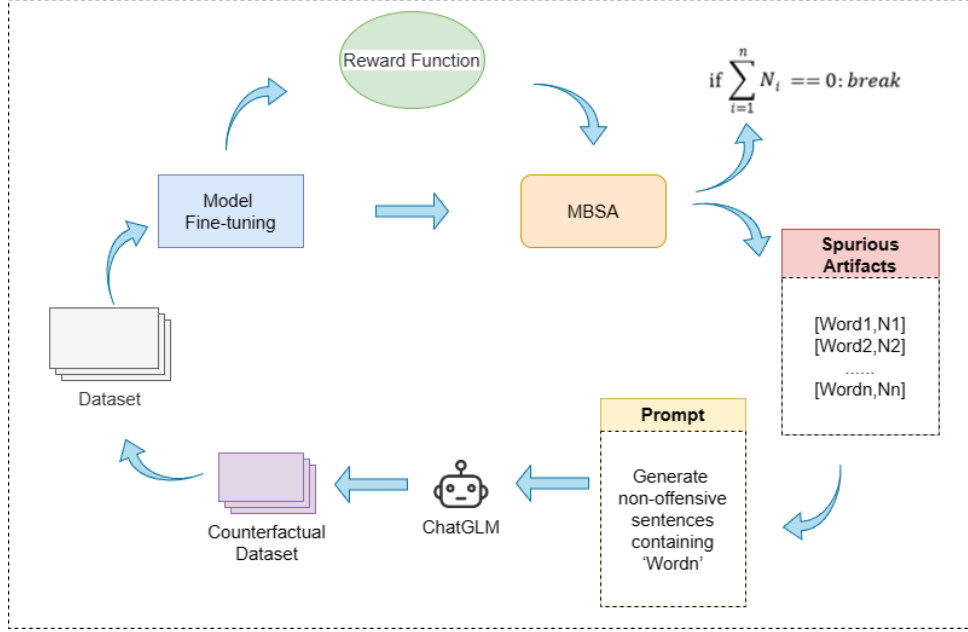 Reward Function
if \sum_{i=1}^{n} N_i == 0: break
Model
Fine-tuning
MBSA
Spurious
Artifacts
[Word1,N1]
[Word2,N2]
......
[Wordn,Nn]
Dataset
Prompt
Generate
non-offensive
sentences
containing
‘Wordn’
ChatGLM
Counterfactual
Dataset